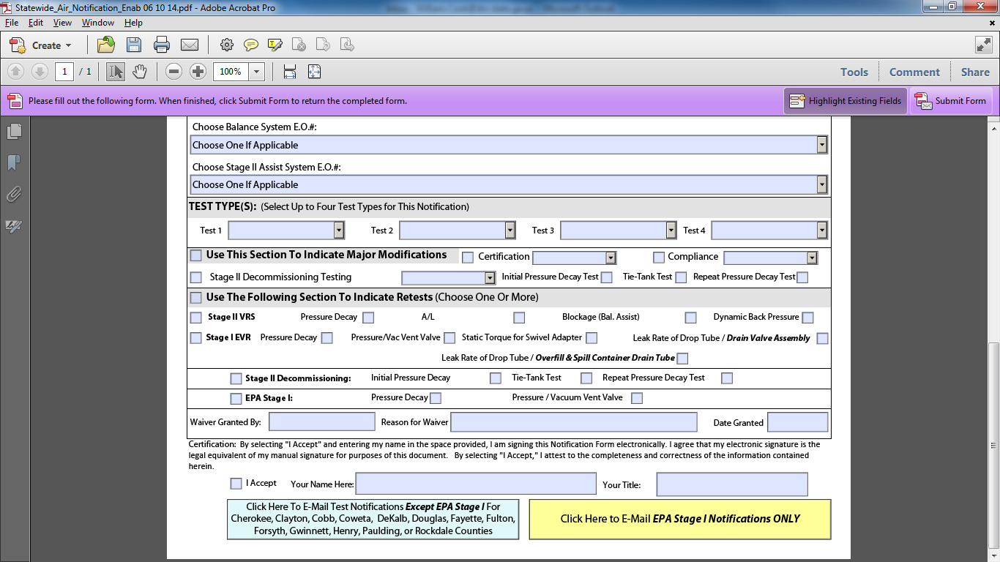 Statewide_Air_Notification_Enab 06 10 14.pdf - Adobe Acrobat Pro
File Edit View Window Help
Create
1 / 1 100% Tools Comment Share
Please fill out the following form. When finished, click Submit Form to return the completed form. Highlight Existing Fields Submit Form
Choose Balance System E.O.#:
Choose One If Applicable
Choose Stage II Assist System E.O.#:
Choose One If Applicable
TEST TYPE(S): (Select Up to Four Test Types for This Notification)
Test 1 Test 2 Test 3 Test 4
Use This Section To Indicate Major Modifications Certification Compliance
Stage II Decommissioning Testing Initial Pressure Decay Test Tie-Tank Test Repeat Pressure Decay Test
Use The Following Section To Indicate Retests (Choose One Or More)
Stage II VRS Pressure Decay A/L Blockage (Bal. Assist) Dynamic Back Pressure
Stage I EVR Pressure Decay Pressure/Vac Vent Valve Static Torque for Swivel Adapter Leak Rate of Drop Tube / Drain Valve Assembly
Leak Rate of Drop Tube / Overfill & Spill Container Drain Tube
Stage II Decommissioning: Initial Pressure Decay Tie-Tank Test Repeat Pressure Decay Test
EPA Stage I: Pressure Decay Pressure / Vacuum Vent Valve
Waiver Granted By: Reason for Waiver Date Granted
Certification: By selecting "I Accept" and entering my name in the space provided, I am signing this Notification Form electronically. I agree that my electronic signature is the
legal equivalent of my manual signature for purposes of this document. By selecting "I Accept," I attest to the completeness and correctness of the information contained
herein.
I Accept Your Name Here: Your Title:
Click Here To E-Mail Test Notifications Except EPA Stage I For
Cherokee, Clayton, Cobb, Coweta, DeKalb, Douglas, Fayette, Fulton,
Forsyth, Gwinnett, Henry, Paulding, or Rockdale Counties
Click Here to E-Mail EPA Stage I Notifications ONLY